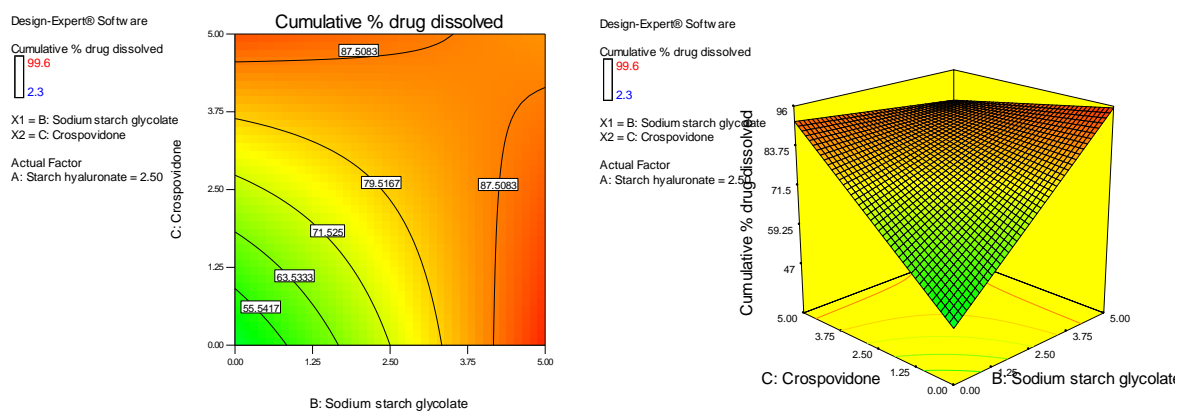 Design-Expert® Software
Cumulative % drug dissolved
99.6
2.3
X1 = B: Sodium starch glycolate
X2 = C: Crospovidone
Actual Factor
A: Starch hyaluronate = 2.50
Cumulative % drug dissolved
5.00
3.75
2.50
1.25
0.00
C: Crospovidone
87.5083
79.5167
87.5083
71.525
63.5333
55.5417
0.00
1.25
2.50
3.75
5.00
B: Sodium starch glycolate
Design-Expert® Software
Cumulative % drug dissolved
99.6
2.3
X1 = B: Sodium starch glycolate
X2 = C: Crospovidone
Actual Factor
A: Starch hyaluronate = 2.50
Cumulative % drug dissolved
96
83.75
71.5
59.25
47
5.00
3.75
2.50
1.25
0.00
C: Crospovidone
0.00
1.25
2.50
3.75
5.00
B: Sodium starch glycolate